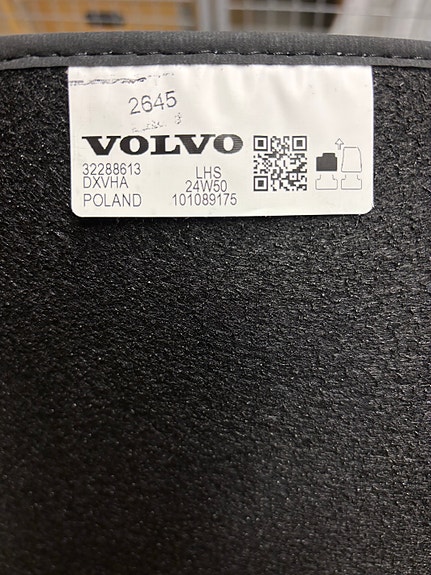 2645
VOLVO
32288613 LHS
DXVHA 24W50
POLAND 101089175